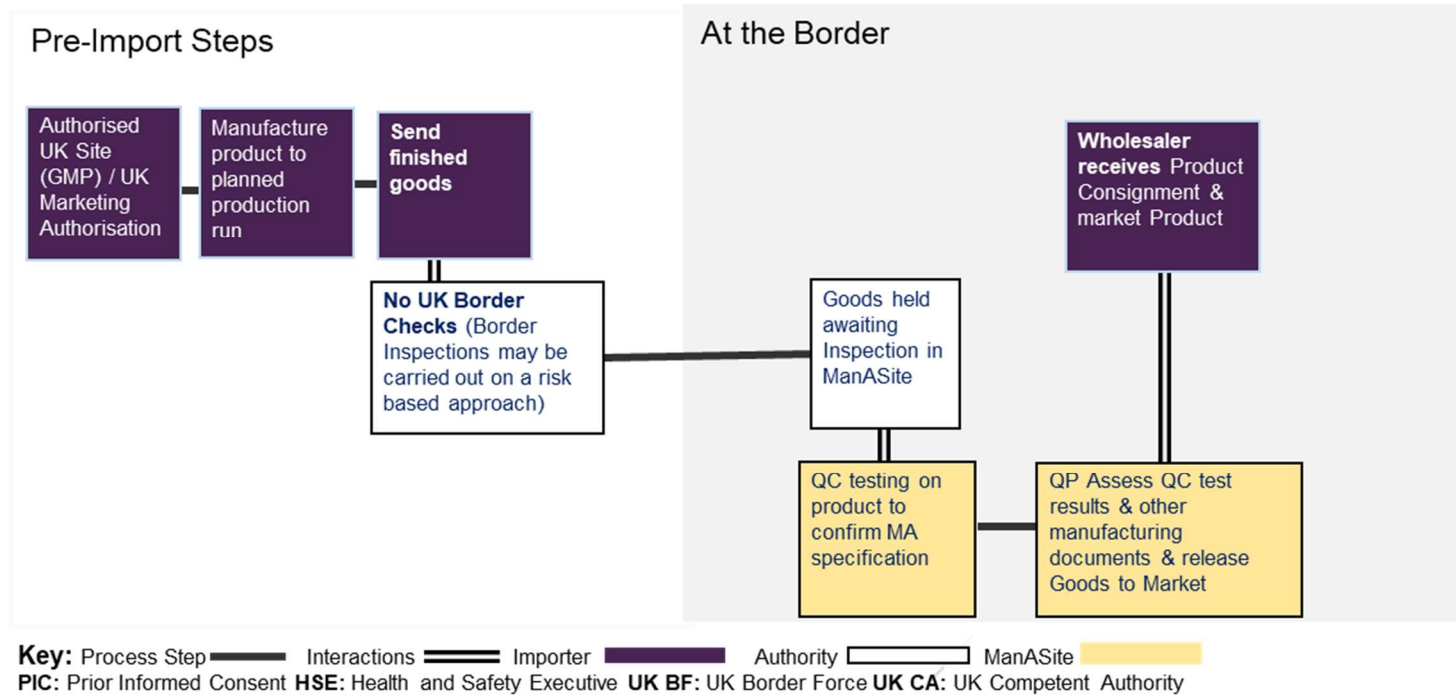 Pre-Import Steps
At the Border
Authorised
UK Site
(GMP) / UK
Marketing
Authorisation
Manufacture
product to
planned
production
run
Send
finished
goods
No UK Border
Checks (Border
Inspections may be
carried out on a risk
based approach)
Goods held
awaiting
Inspection in
ManASite
QC testing on
product to
confirm MA
specification
QP Assess QC test
results & other
manufacturing
documents & release
Goods to Market
Wholesaler
receives Product
Consignment &
market Product
Key: Process Step Interactions Importer Authority ManASite
PIC: Prior Informed Consent HSE: Health and Safety Executive UK BF: UK Border Force UK CA: UK Competent Authority